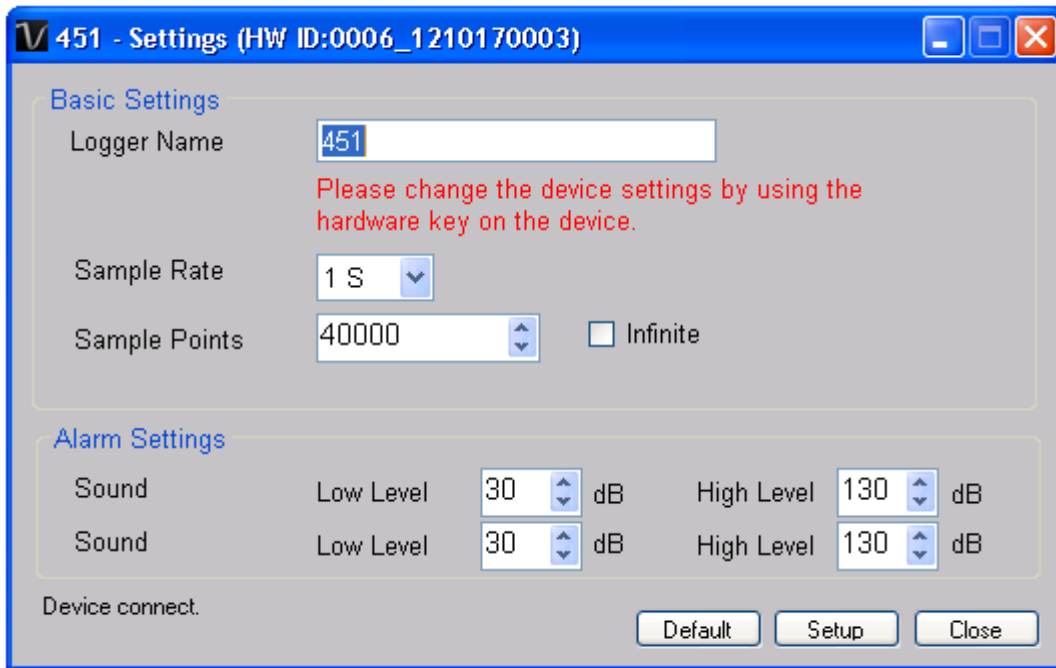 451 - Settings (HW ID:0006_1210170003)
Basic Settings
Logger Name 451
Please change the device settings by using the
hardware key on the device.
Sample Rate 1 S
Sample Points 40000 Infinite
Alarm Settings
Sound Low Level 30 dB High Level 130 dB
Sound Low Level 30 dB High Level 130 dB
Device connect.
Default Setup Close